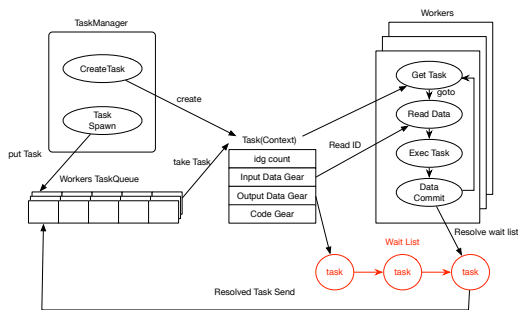 TaskManager
Workers
CreateTask
Get Task
goto
create
Task
Spawn
Read Data
Task(Context)
put Task
take Task
Read ID
idg count
Exec Task
Workers TaskQueue
Input Data Gear
Output Data Gear
Data
Commit
Code Gear
Resolve wait list
Wait List
task
task
task
Resolved Task Send